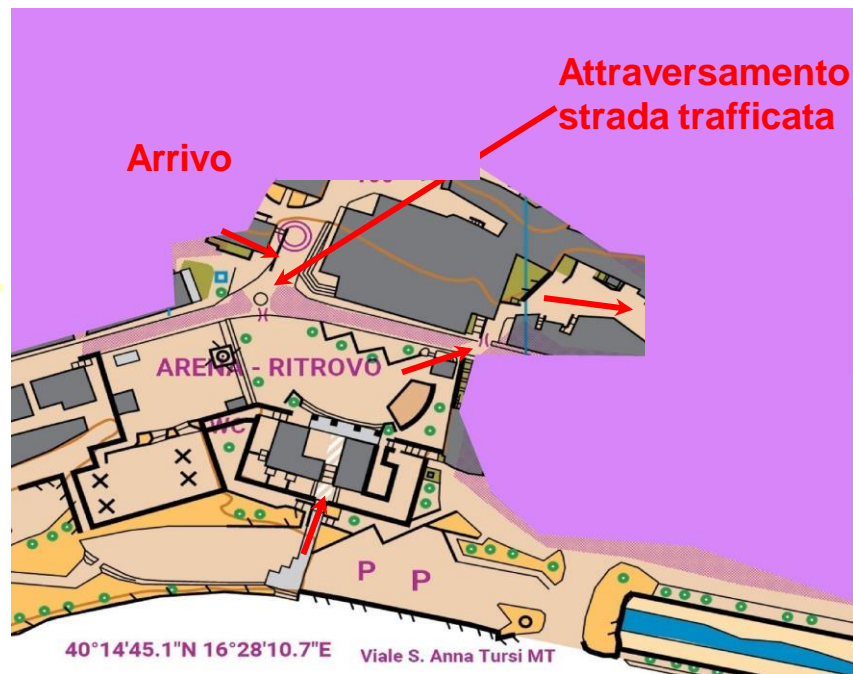 Attraversamento
strada trafficata
Arrivo
ARENA - RITROVO
WC
P P
40°14'45.1"N 16°28'10.7"E
Viale S. Anna Tursi MT